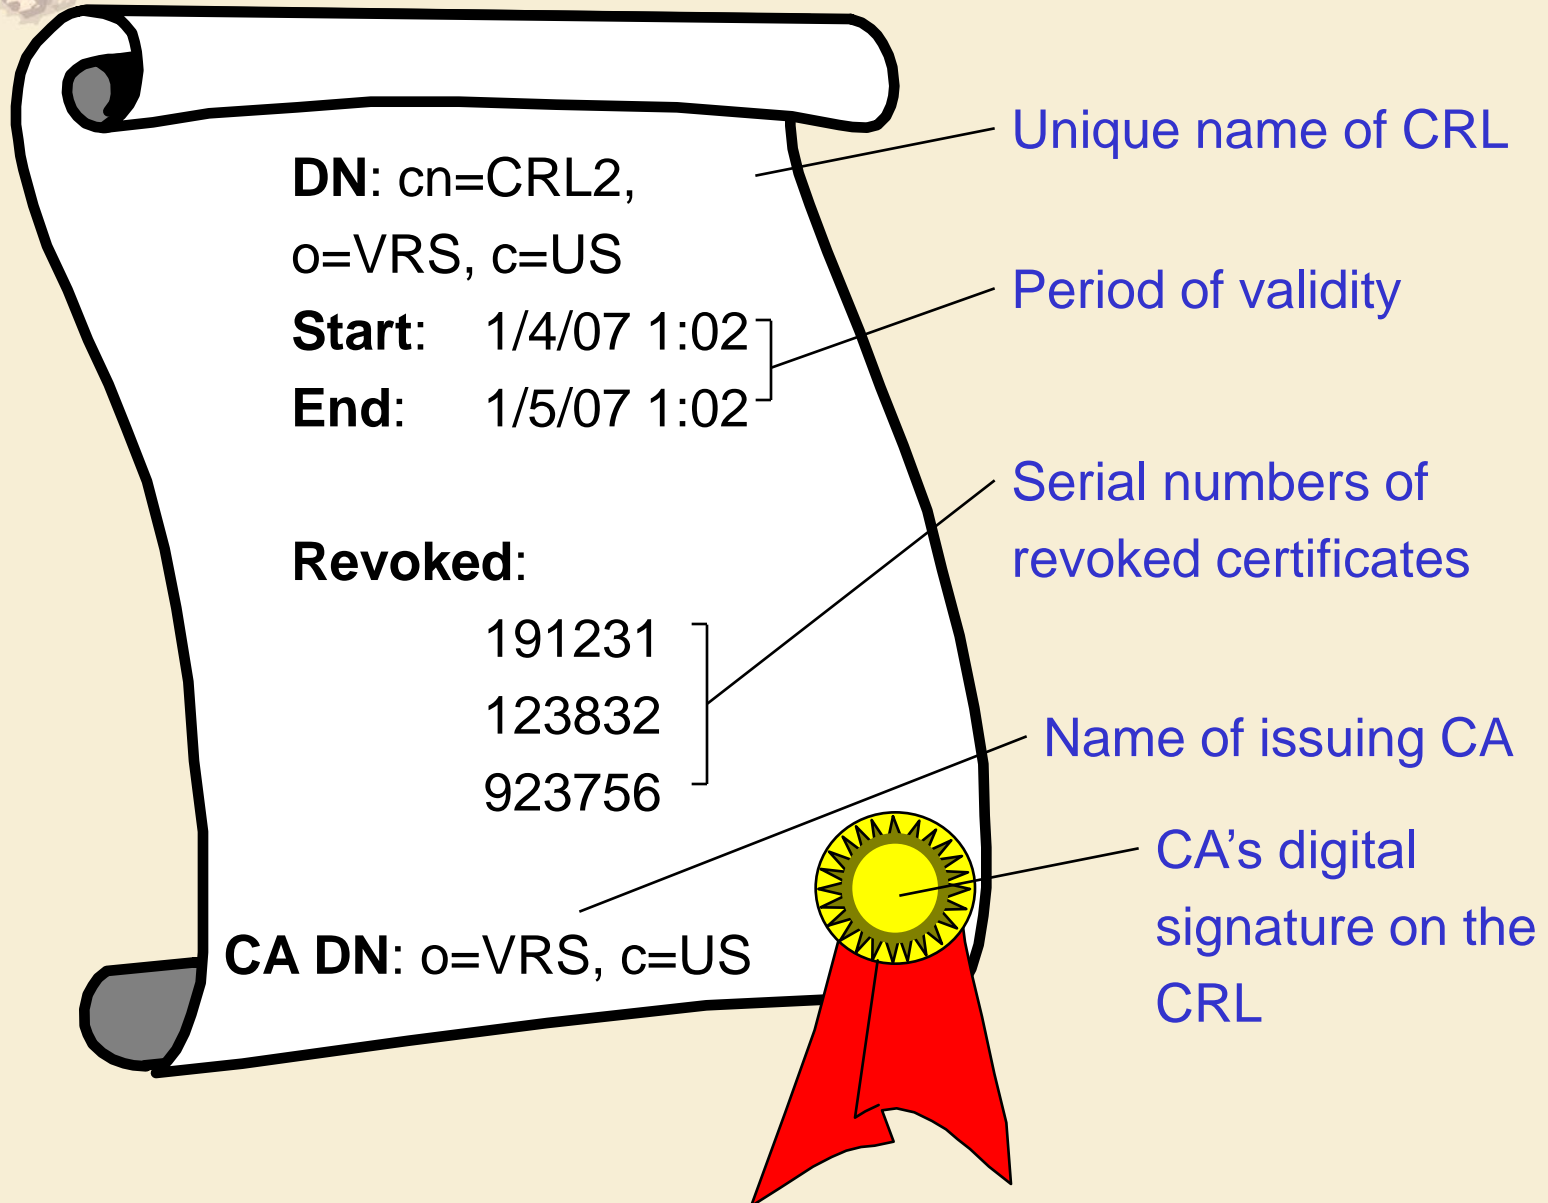 DN: cn=CRL2,
o=VRS, c=US
Start: 1/4/07 1:02
End: 1/5/07 1:02
Revoked:
191231
123832
923756
CA DN: o=VRS, c=US
Unique name of CRL
Period of validity
Serial numbers of
revoked certificates
Name of issuing CA
CA’s digital
signature on the
CRL